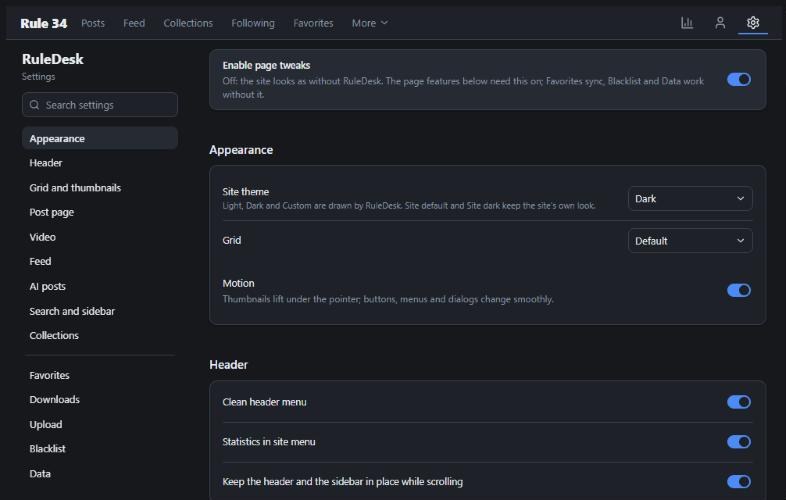 Rule 34
Posts
Feed
Collections
Following
Favorites
More
RuleDesk
Settings
Search settings
Appearance
Header
Grid and thumbnails
Post page
Video
Feed
AI posts
Search and sidebar
Collections
Favorites
Downloads
Upload
Blacklist
Data
Enable page tweaks
Off: the site looks as without RuleDesk. The page features below need this on; Favorites sync, Blacklist and Data work
without it.
Appearance
Site theme
Light, Dark and Custom are drawn by RuleDesk. Site default and Site dark keep the site's own look.
Dark
Grid
Default
Motion
Thumbnails lift under the pointer; buttons, menus and dialogs change smoothly.
Header
Clean header menu
Statistics in site menu
Keep the header and the sidebar in place while scrolling